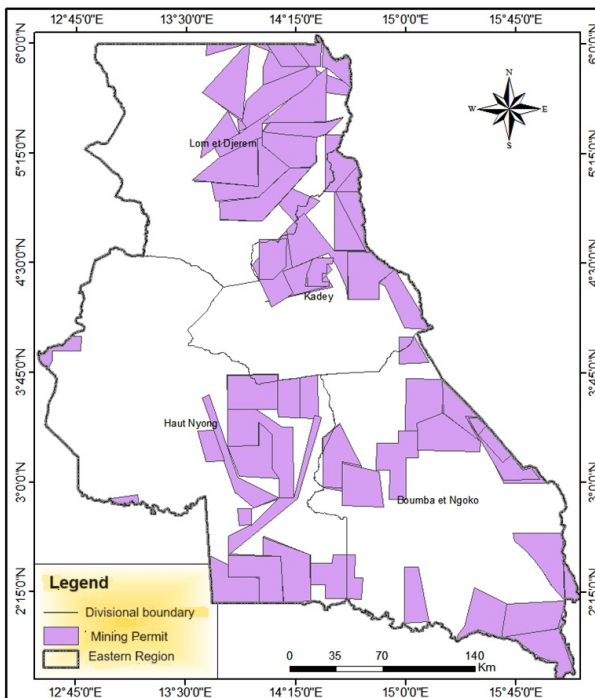 12°45'0"E 13°30'0"E 14°15'0"E 15°0'0"E 15°45'0"E
6°0'0"N 6°0'0"N
N
W E
S
5°15'0"N 5°15'0"N
Lom et Djerem
4°30'0"N 4°30'0"N
Kadey
3°45'0"N 3°45'0"N
Haut Nyong
3°0'0"N 3°0'0"N
Boumba et Ngoko
2°15'0"N 2°15'0"N
Legend
Divisional boundary
Mining Permit
Eastern Region
0 35 70 140
Km
12°45'0"E 13°30'0"E 14°15'0"E 15°0'0"E 15°45'0"E